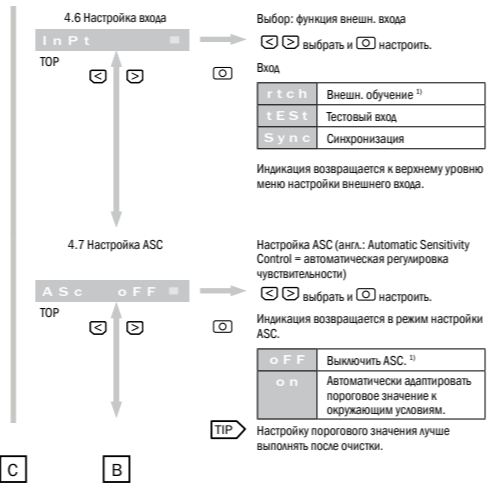 4.6 Настройка входа
InPt
TOP
Выбор: функция внешн. входа
< > выбрать и O настроить.
Вход
rtch Внешн. обучение 1)
tESt Тестовый вход
Sync Синхронизация
Индикация возвращается к верхнему уровню
меню настройки внешнего входа.
4.7 Настройка ASC
ASc oFF
TOP
Настройка ASC (англ.: Automatic Sensitivity
Control = автоматическая регулировка
чувствительности)
< > выбрать и O настроить.
Индикация возвращается в режим настройки
ASC.
oFF Выключить ASC. 1)
on Автоматически адаптировать
пороговое значение к
окружающим условиям.
TIP Настройку порогового значения лучше
выполнять после очистки.
C B